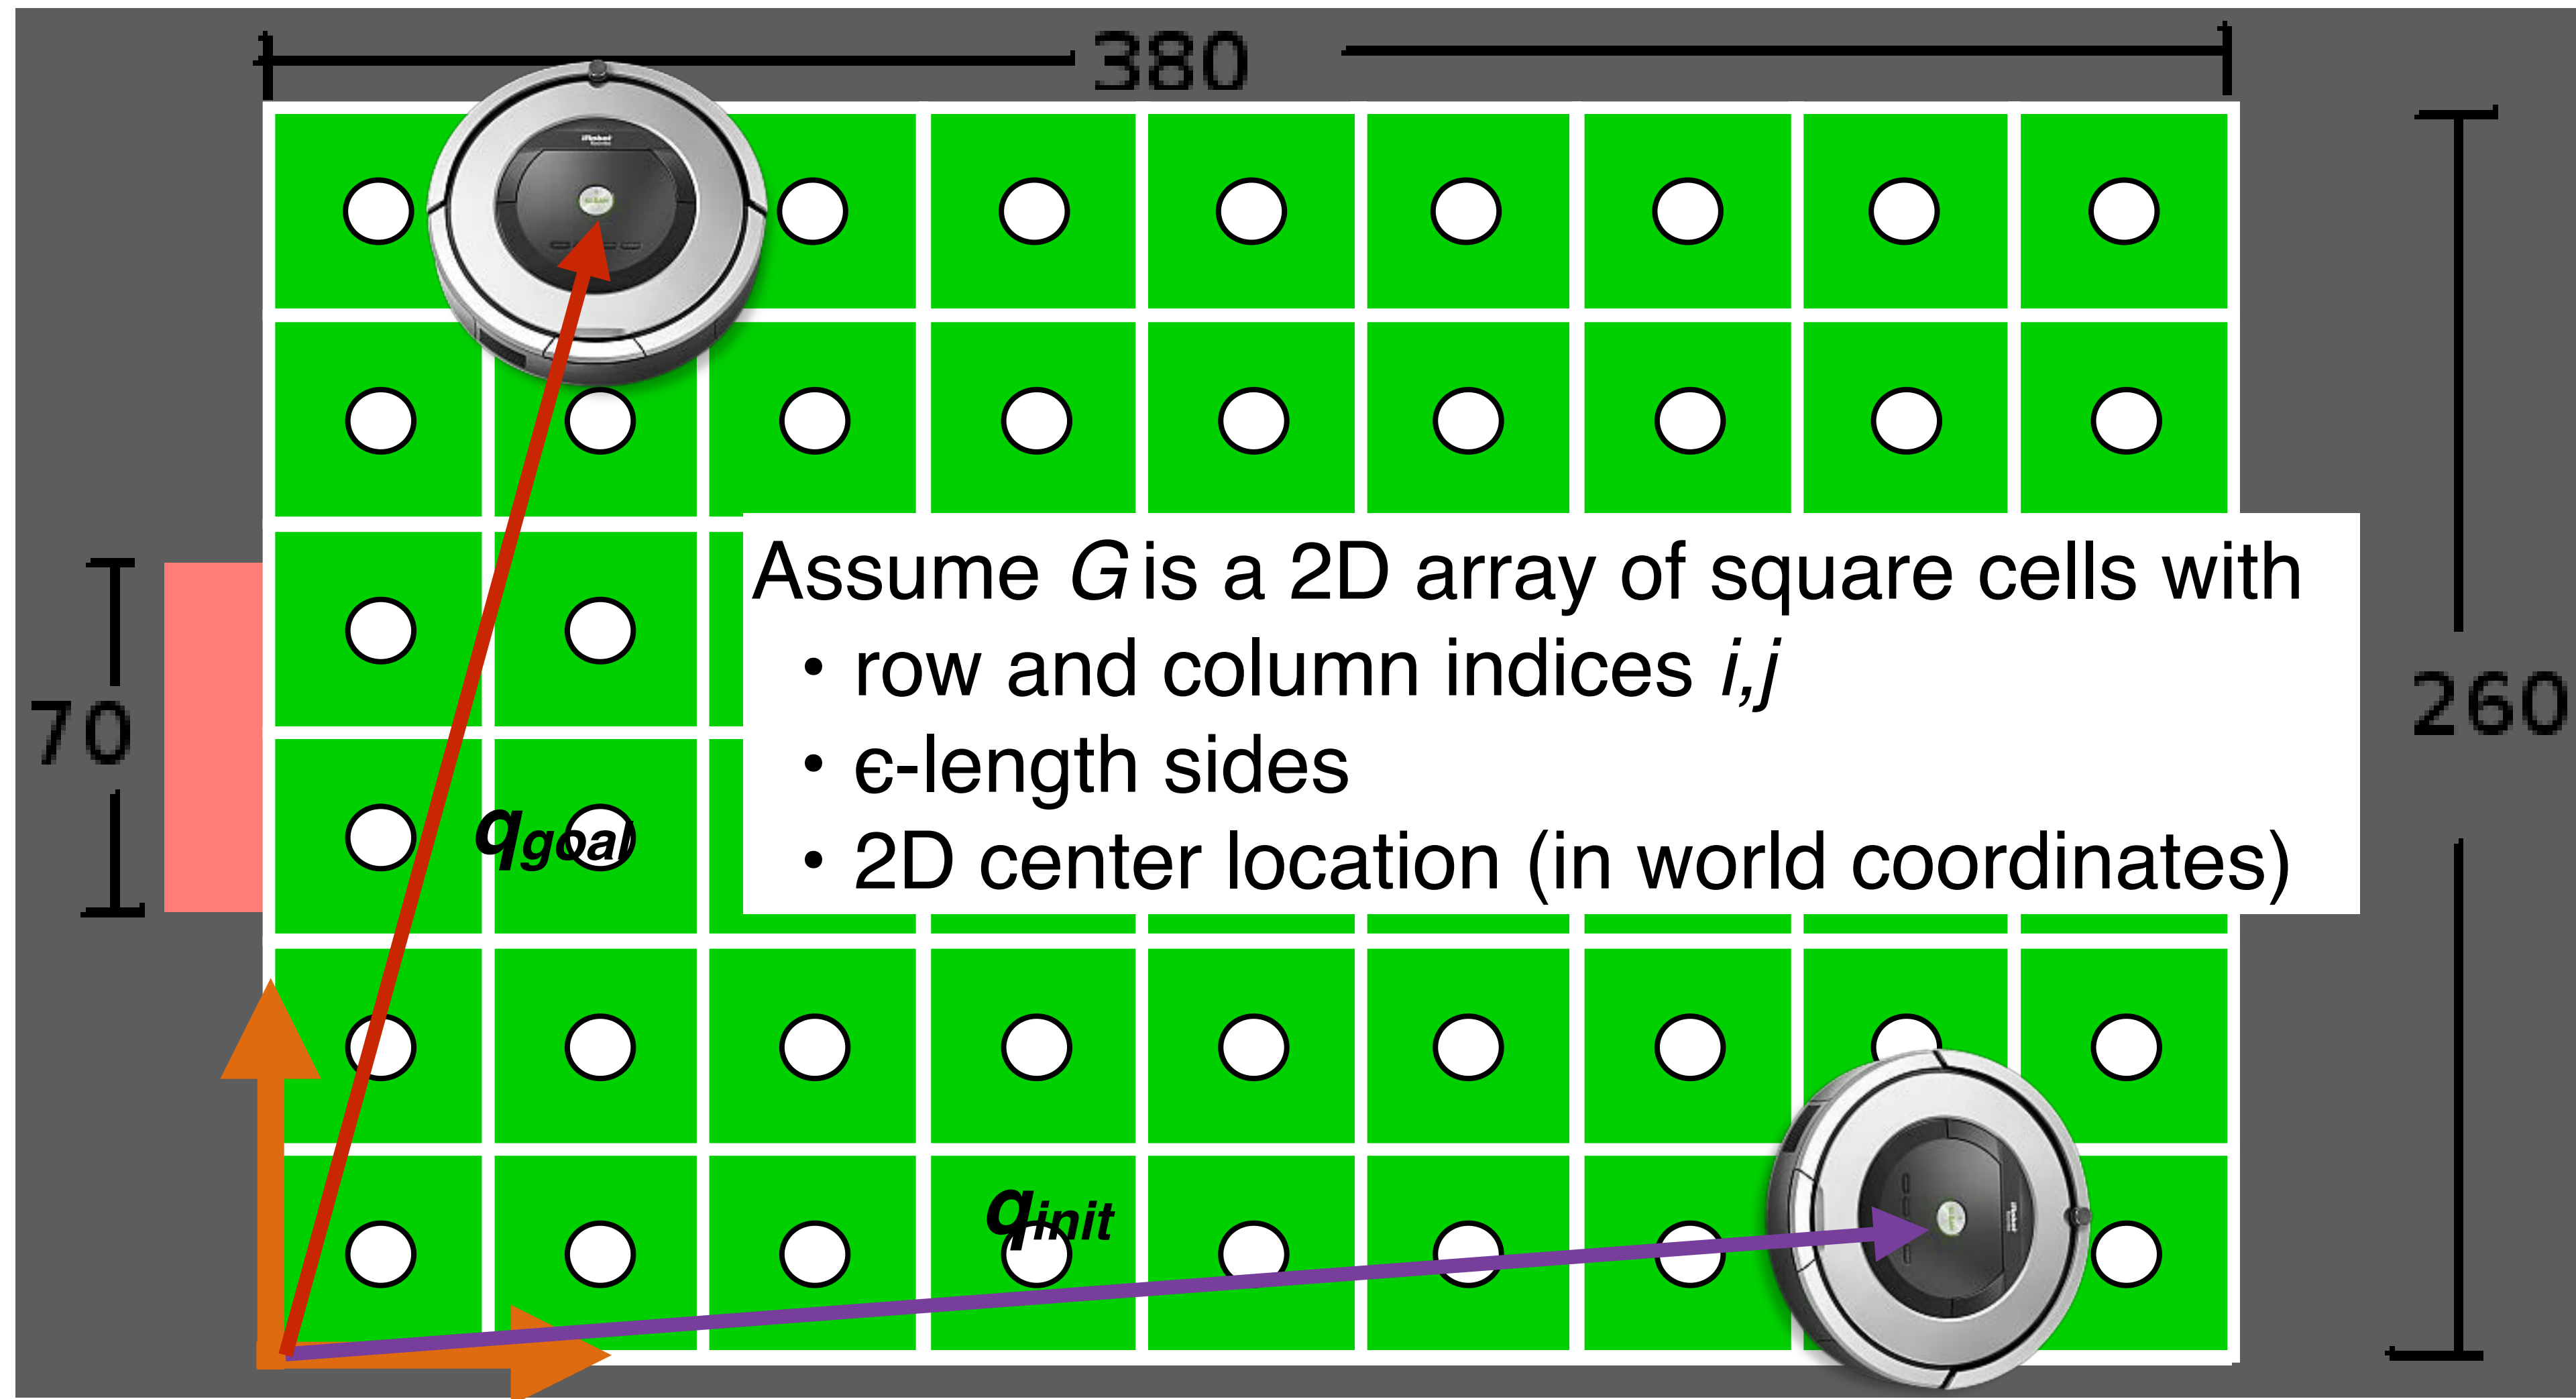 380
Assume G is a 2D array of square cells with
• row and column indices i,j
• є-length sides
• 2D center location (in world coordinates)
70
260
qgoal
qinit
iRobot